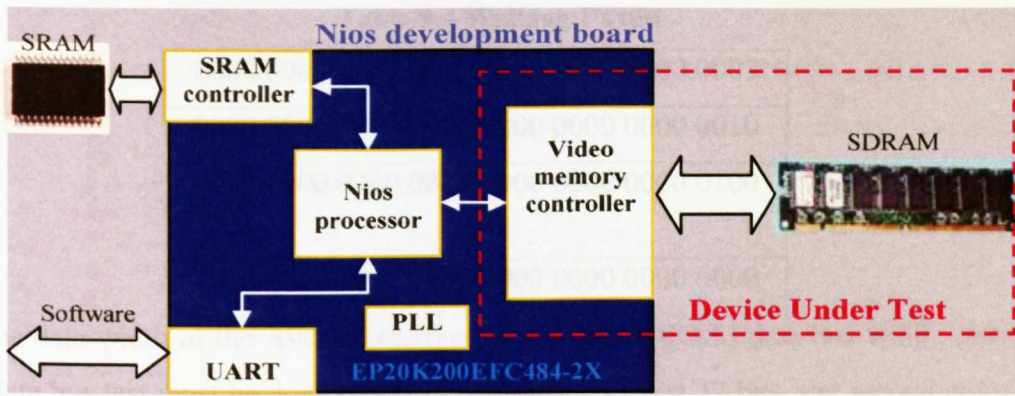 Nios development board
SRAM
SRAM
controller
Video
memory
controller
SDRAM
Nios
processor
Device Under Test
Software
PLL
UART
EP20K200EFC484-2X